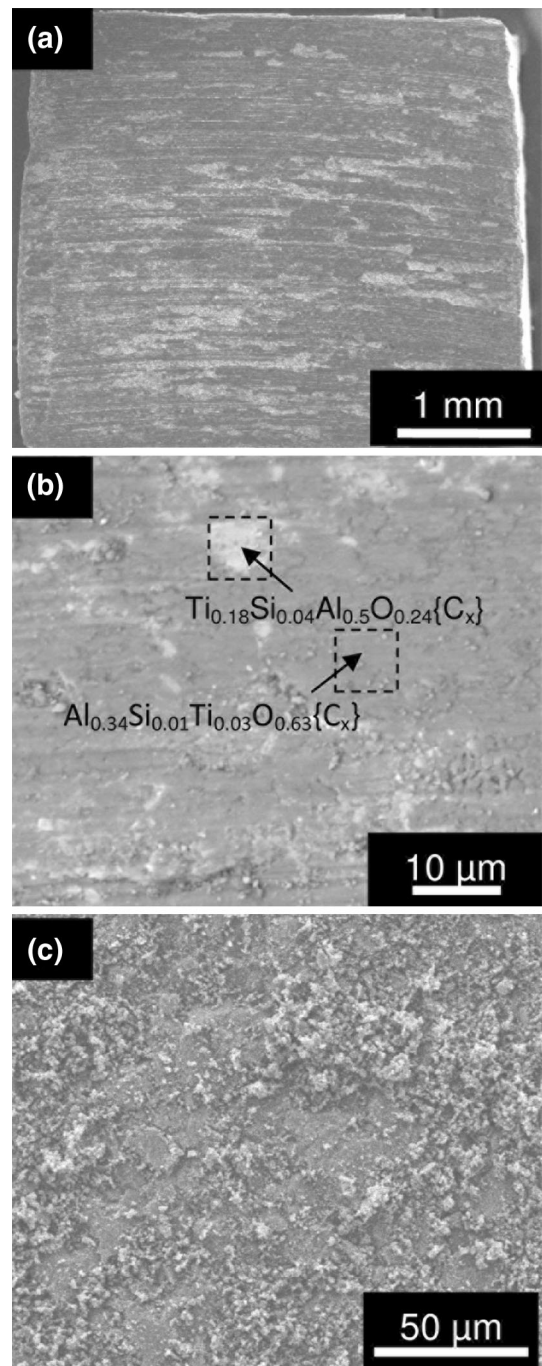 (a)
1 mm
(b)
Ti0.18Si0.04Al0.5O0.24{Cx}
Al0.34Si0.01Ti0.03O0.63{Cx}
10 μm
(c)
50 μm